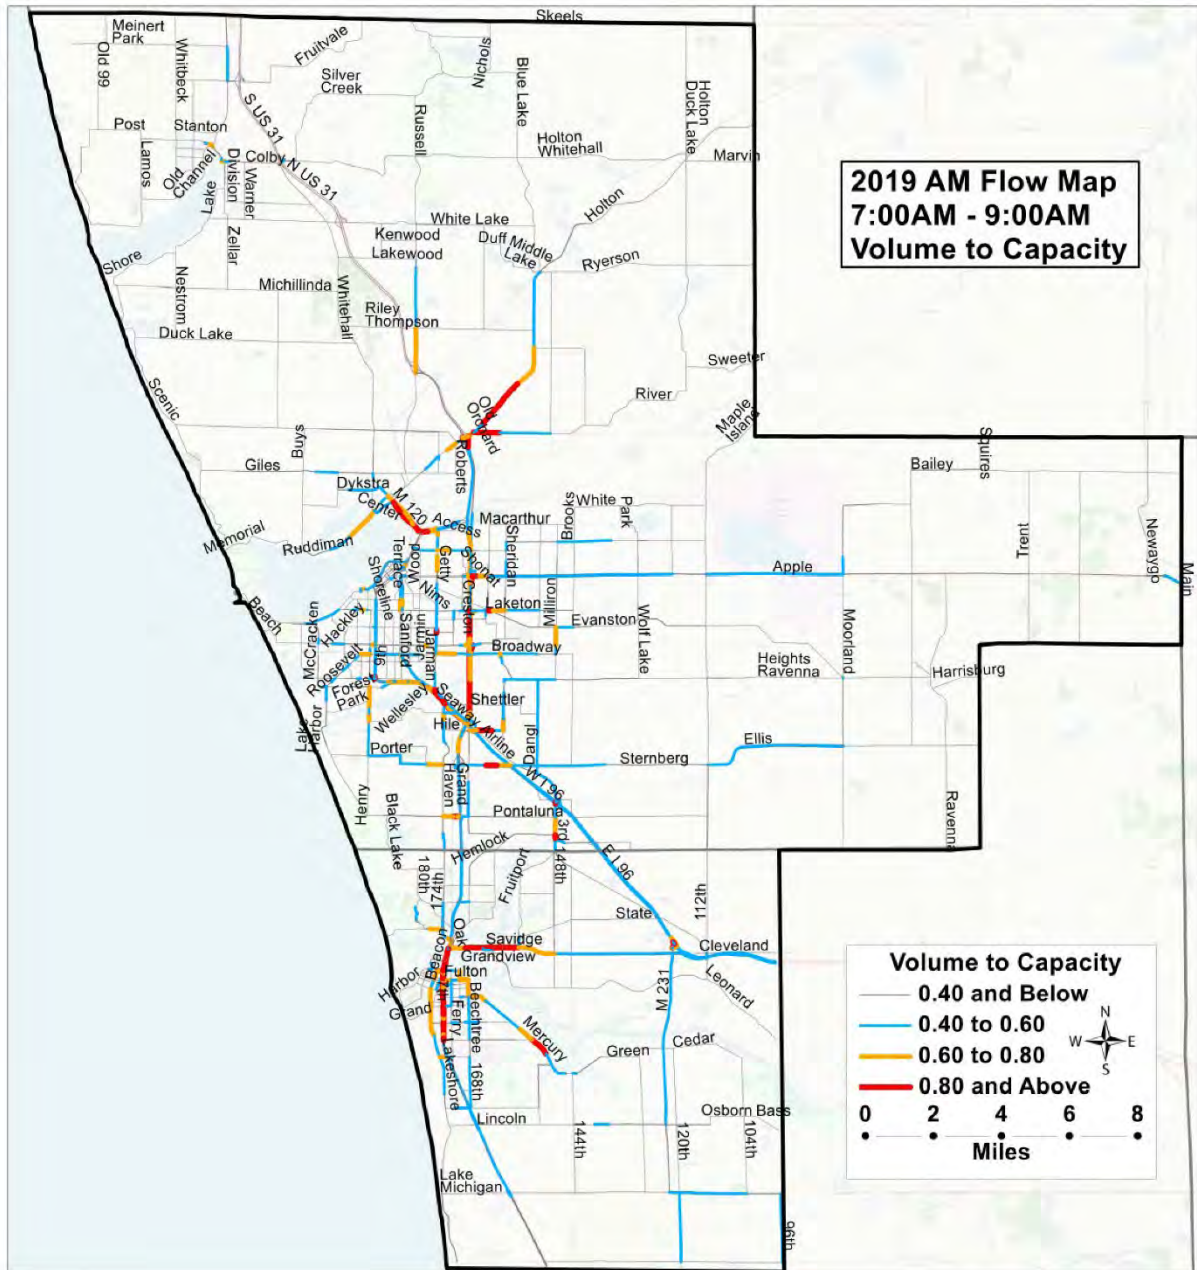 Skeels
Meinert
Park
Old 99
Whitbeck
Fruitvale
Silver
Creek
Nichols
Blue Lake
Holton
Duck Lake
S US 31
Russell
Post
Stanton
Lamos
Old
Channel
Lake
Division
Warner
Colby
N US 31
Holton
Whitehall
Marvin
2019 AM Flow Map
7:00AM - 9:00AM
Volume to Capacity
White Lake
Kenwood
Lakewood
Duff Middle
Lake
Holton
Ryerson
Zellar
Shore
Nestrom
Michillinda
Whitehall
Riley
Thompson
Duck Lake
Scenic
Sweeter
River
Maple
Island
Old
Orcherd
Roberts
Buys
Giles
Dykstra
M 120
Center
Access
Memorial
Ruddiman
Macarthur
Sheridan
Brooks
White
Park
Bailey
Squires
Trent
Newaygo
Main
Terrace
Wood
Getty
Shonat
Apple
Shoreline
Nims
Creston
Laketon
Milliron
Evanston
Wolf Lake
Moorland
Beach
McCracken
Hackley
Sanford
Jarman
Jarman
Broadway
Heights
Ravenna
Harrisburg
Roosevelt
9th
Forest
Park
Wellesley
Seaway
Shettler
Lake
Harbor
Hile
Airline
Dangl
Porter
Sternberg
Ellis
Henry
Grand
Haven
W I 96
Black Lake
Pontaluna
3rd
Ravenna
Hemlock
148th
E I 96
180th
174th
Fruitport
112th
State
Oak
Savidge
Grandview
Cleveland
Beacon
Harbor
Fulton
7th
Grand
Ferry
Beechtree
M 231
Leonard
Mercury
Green
Cedar
Lakeshore
168th
Lincoln
Osborn Bass
144th
120th
104th
Lake
Michigan
96th
Volume to Capacity
0.40 and Below
0.40 to 0.60
0.60 to 0.80
0.80 and Above
N
W
E
S
0 2 4 6 8
Miles